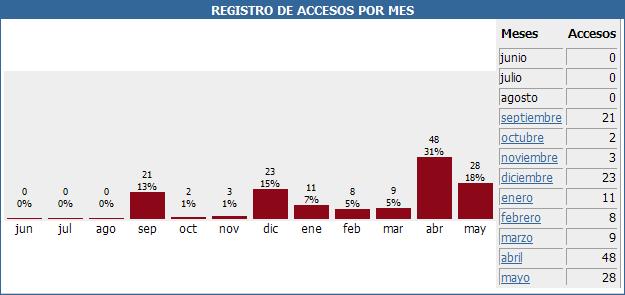 REGISTRO DE ACCESOS POR MES
0 0 0 21 2 3 23 11 8 9 48 28
0% 0% 0% 13% 1% 1% 15% 7% 5% 5% 31% 18%
jun jul ago sep oct nov dic ene feb mar abr may
Meses Accesos
junio 0
julio 0
agosto 0
septiembre 21
octubre 2
noviembre 3
diciembre 23
enero 11
febrero 8
marzo 9
abril 48
mayo 28